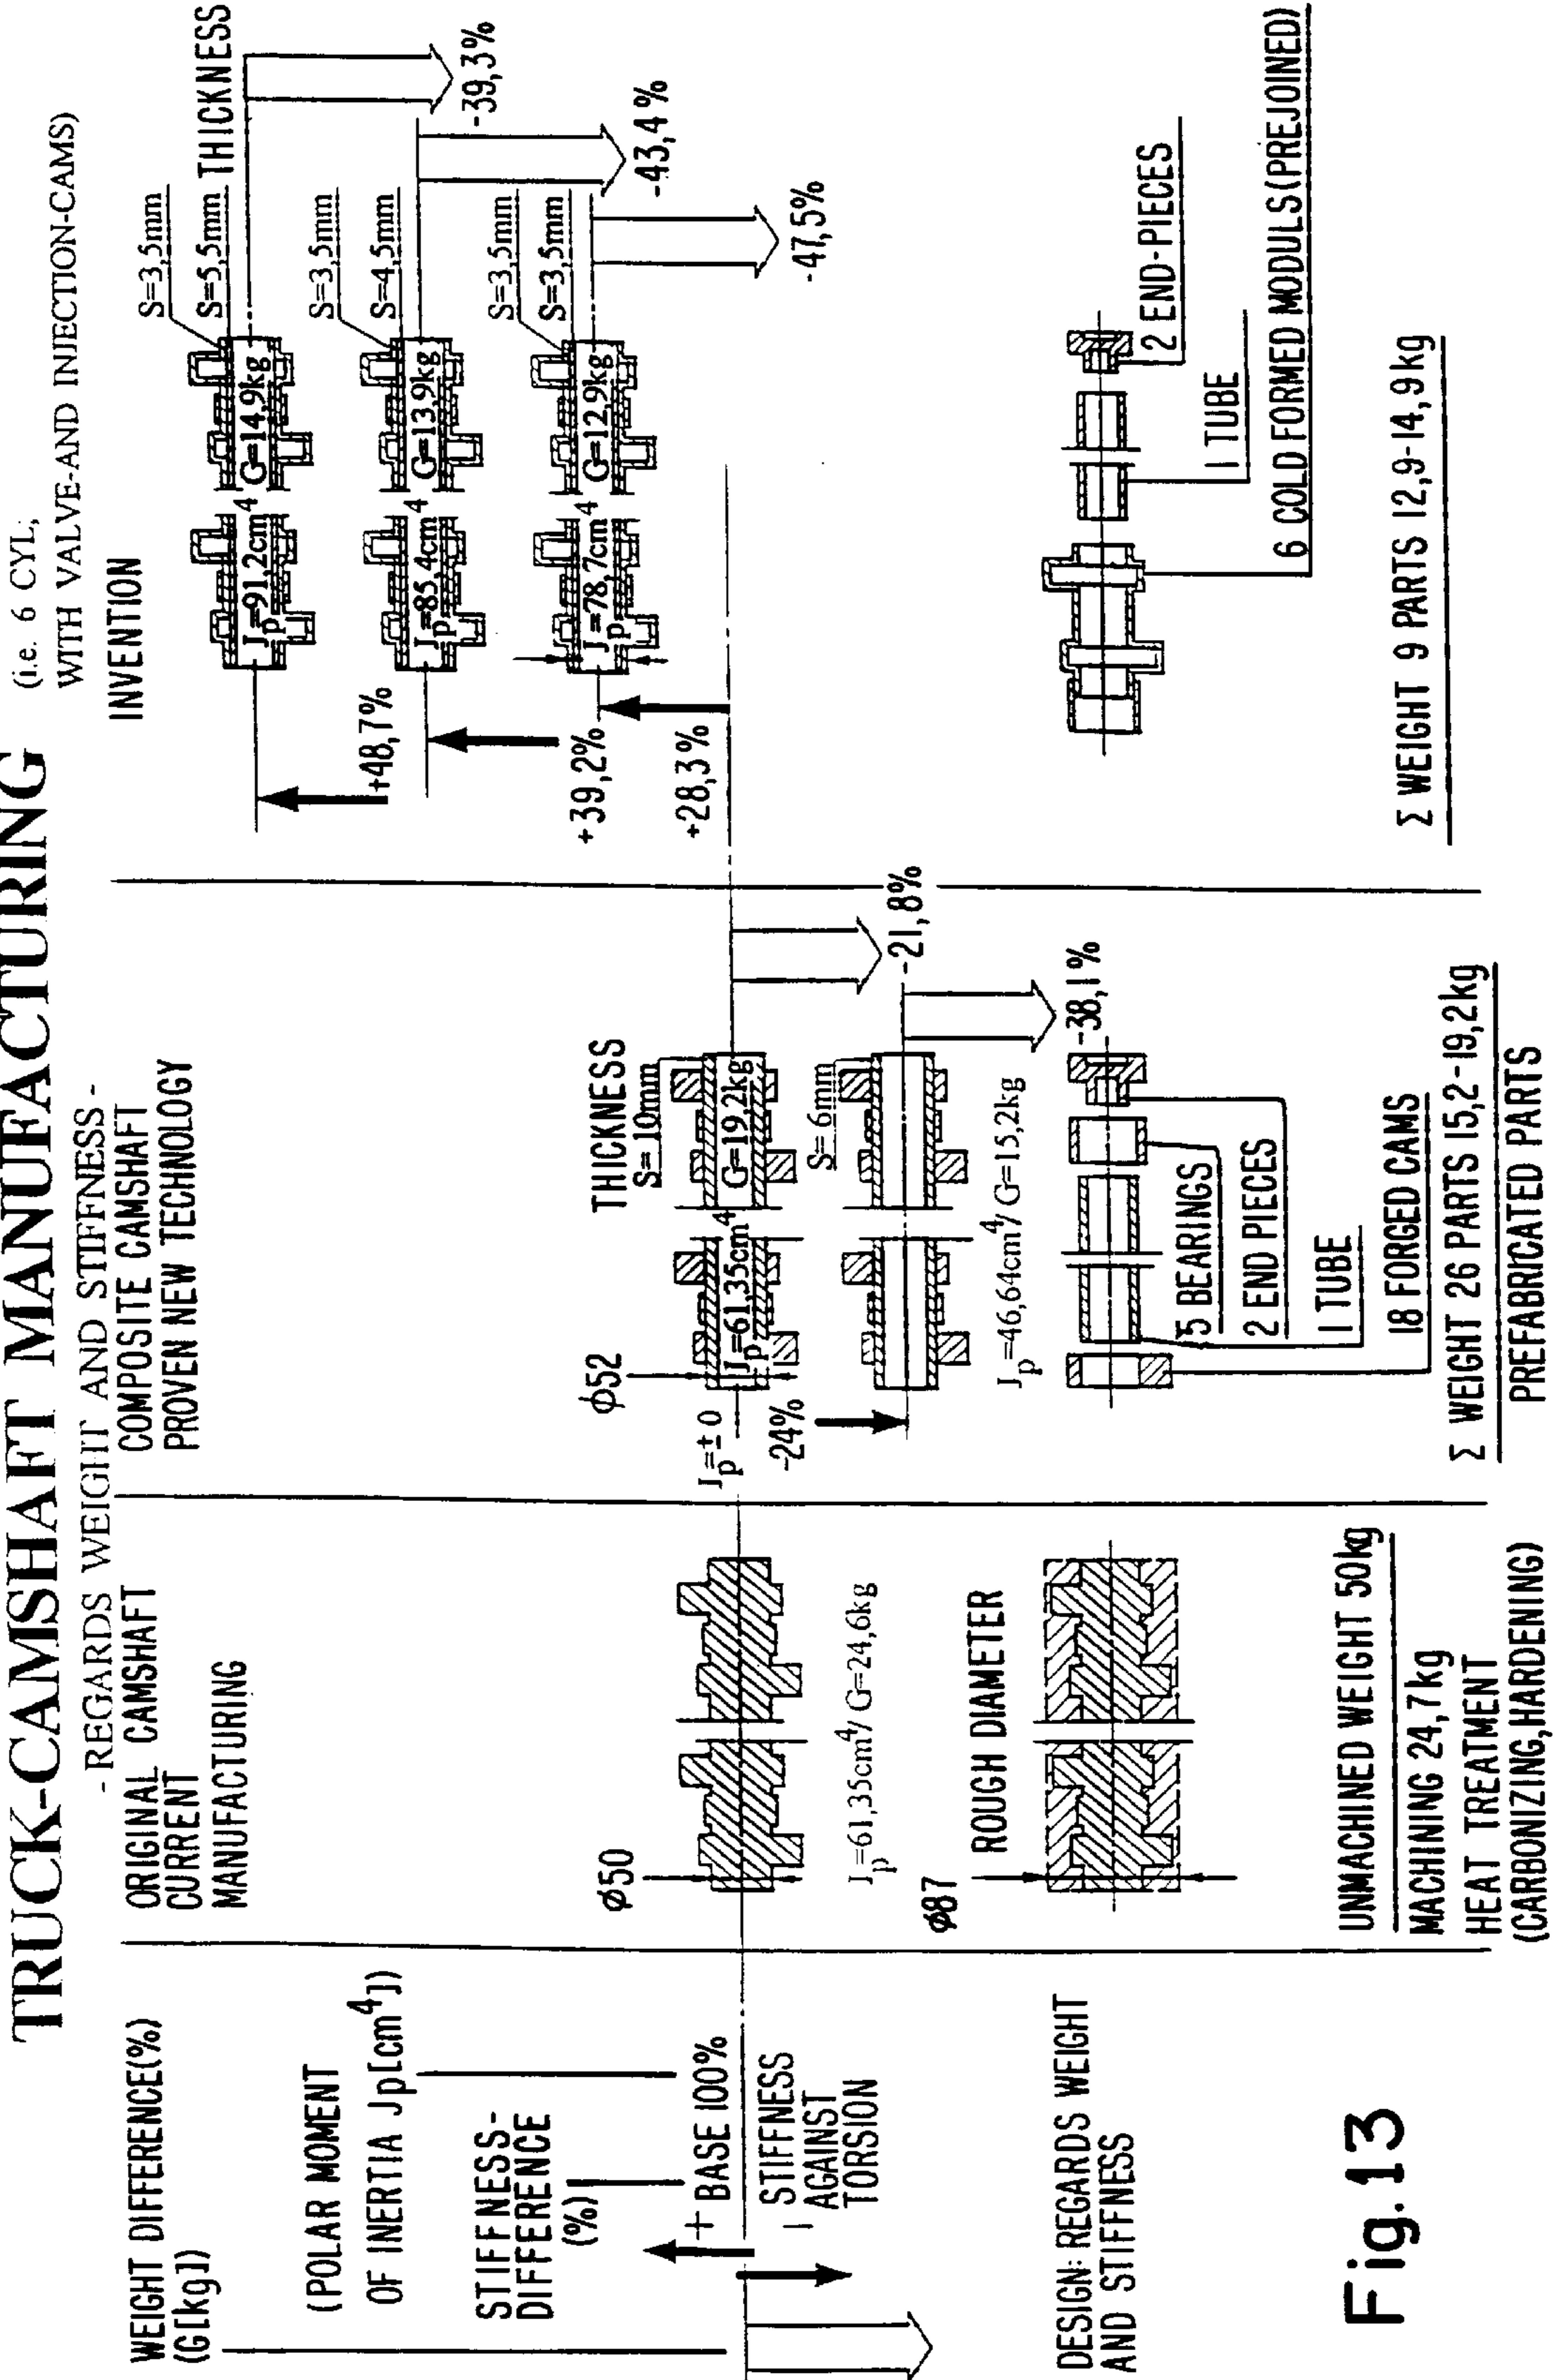 TRUCK-CAMSHAFT MANUFACTURING
- REGARDS WEIGHT AND STIFFNESS -
(i.e. 6 CYL,
WITH VALVE-AND INJECTION-CAMS)
WEIGHT DIFFERENCE(%)
(G[kg])
(POLAR MOMENT
OF INERTIA Jp[cm4])
STIFFNESS-
DIFFERENCE
(%)
+ BASE 100%
- STIFFNESS
AGAINST
TORSION
DESIGN: REGARDS WEIGHT
AND STIFFNESS
ORIGINAL CAMSHAFT
CURRENT
MANUFACTURING
ø50
Jp=61,35cm4/ G=24,6kg
ROUGH DIAMETER
ø87
UNMACHINED WEIGHT 50kg
MACHINING 24,7kg
HEAT TREATMENT
(CARBONIZING,HARDENING)
COMPOSITE CAMSHAFT
PROVEN NEW TECHNOLOGY
THICKNESS
S=10mm
ϕ52
Jp=± 0
Jp=61,35cm4
G=19,2kg
-21,8%
-24%
S=6mm
Jp=46,64cm4/ G=15,2kg
-38,1%
5 BEARINGS
2 END PIECES
1 TUBE
18 FORGED CAMS
Σ WEIGHT 26 PARTS 15,2-19,2kg
PREFABRICATED PARTS
INVENTION
S=3,5mm
S=5,5mm THICKNESS
Jp=91,2cm4 G=14,9kg
+48,7%
-39,3%
S=3,5mm
S=4,5mm
Jp=85,4cm4 G=13,9kg
+39,2%
-43,4%
S=3,5mm
S=3,5mm
Jp=78,7cm4 G=12,9kg
+28,3%
-47,5%
2 END-PIECES
1 TUBE
6 COLD FORMED MODULS(PREJOINED)
Σ WEIGHT 9 PARTS 12,9-14,9kg
Fig.13